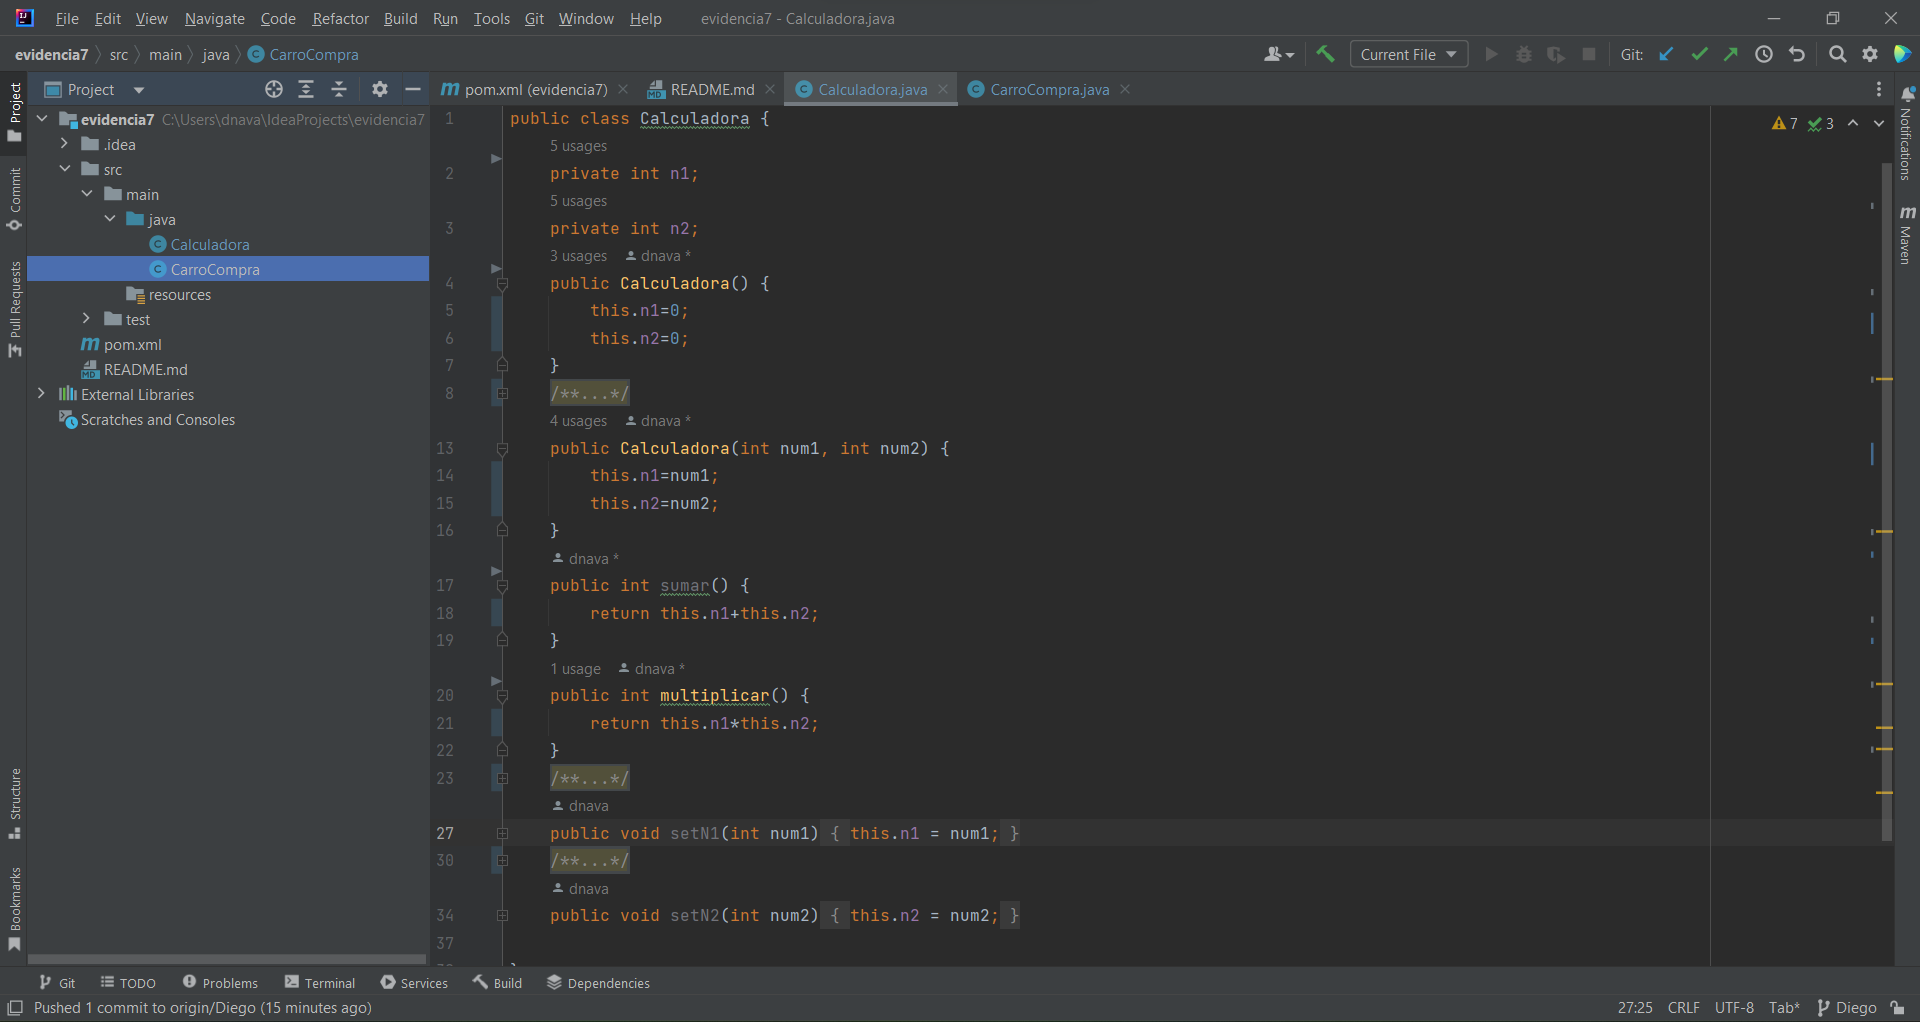 File Edit View Navigate Code Refactor Build Run Tools Git Window Help evidencia7 - Calculadora.java
evidencia7 src main java CarroCompra Current File Git:
Project
pom.xml (evidencia7) README.md Calculadora.java CarroCompra.java
evidencia7 C:\Users\dnava\IdeaProjects\evidencia7
.idea
src
main
java
Calculadora
CarroCompra
resources
test
pom.xml
README.md
External Libraries
Scratches and Consoles
Project
Commit
Pull Requests
Structure
Bookmarks
7 3
1 public class Calculadora {
5 usages
2 private int n1;
5 usages
3 private int n2;
3 usages dnava *
4 public Calculadora() {
5 this.n1=0;
6 this.n2=0;
7 }
8 /**...*/
4 usages dnava *
13 public Calculadora(int num1, int num2) {
14 this.n1=num1;
15 this.n2=num2;
16 }
dnava *
17 public int sumar() {
18 return this.n1+this.n2;
19 }
1 usage dnava *
20 public int multiplicar() {
21 return this.n1*this.n2;
22 }
23 /**...*/
dnava
27 public void setN1(int num1) { this.n1 = num1; }
30 /**...*/
dnava
34 public void setN2(int num2) { this.n2 = num2; }
37
Notifications
Maven
Git TODO Problems Terminal Services Build Dependencies
Pushed 1 commit to origin/Diego (15 minutes ago) 27:25 CRLF UTF-8 Tab* Diego